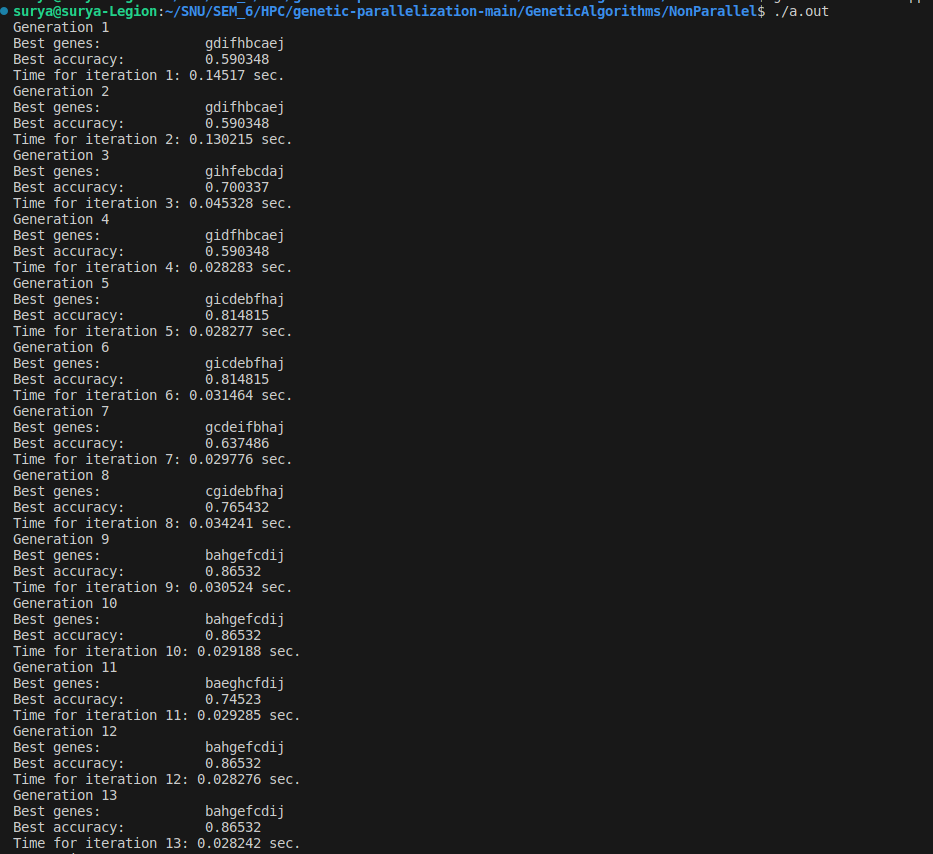 surya@surya-Legion:~/SNU/SEM_6/HPC/genetic-parallelization-main/GeneticAlgorithms/NonParallel$ ./a.out
Generation 1
Best genes: gdifhbcaej
Best accuracy: 0.590348
Time for iteration 1: 0.14517 sec.
Generation 2
Best genes: gdifhbcaej
Best accuracy: 0.590348
Time for iteration 2: 0.130215 sec.
Generation 3
Best genes: gihfebcdaj
Best accuracy: 0.700337
Time for iteration 3: 0.045328 sec.
Generation 4
Best genes: gidfhbcaej
Best accuracy: 0.590348
Time for iteration 4: 0.028283 sec.
Generation 5
Best genes: gicdebfhaj
Best accuracy: 0.814815
Time for iteration 5: 0.028277 sec.
Generation 6
Best genes: gicdebfhaj
Best accuracy: 0.814815
Time for iteration 6: 0.031464 sec.
Generation 7
Best genes: gcdeifbhaj
Best accuracy: 0.637486
Time for iteration 7: 0.029776 sec.
Generation 8
Best genes: cgidebfhaj
Best accuracy: 0.765432
Time for iteration 8: 0.034241 sec.
Generation 9
Best genes: bahgefcdij
Best accuracy: 0.86532
Time for iteration 9: 0.030524 sec.
Generation 10
Best genes: bahgefcdij
Best accuracy: 0.86532
Time for iteration 10: 0.029188 sec.
Generation 11
Best genes: baeghcfdij
Best accuracy: 0.74523
Time for iteration 11: 0.029285 sec.
Generation 12
Best genes: bahgefcdij
Best accuracy: 0.86532
Time for iteration 12: 0.028276 sec.
Generation 13
Best genes: bahgefcdij
Best accuracy: 0.86532
Time for iteration 13: 0.028242 sec.